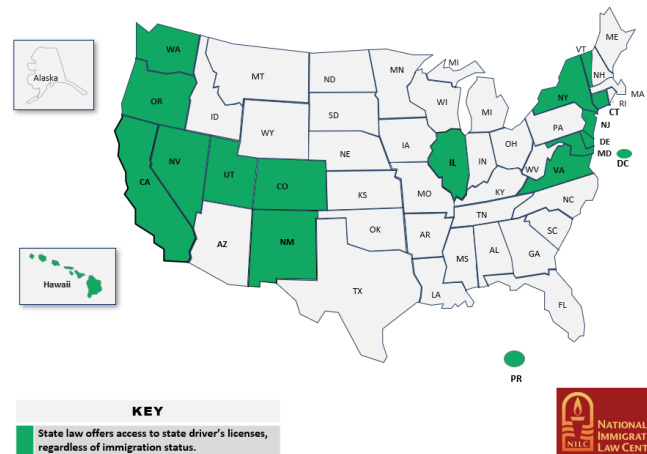 WA
MT
ND
MN
MI
VT
ME
Alaska
NH
OR
ID
SD
WI
MI
NY
MA
RI
CT
WY
IA
PA
NJ
NV
NE
IL
IN
OH
DE
MD
UT
CO
WV
VA
DC
CA
KS
MO
KY
NC
TN
AZ
NM
OK
AR
SC
Hawaii
MS
AL
GA
TX
LA
FL
PR
KEY
State law offers access to state driver's licenses,
regardless of immigration status.
NILC
NATIONAL
IMMIGRAT
LAW CENT